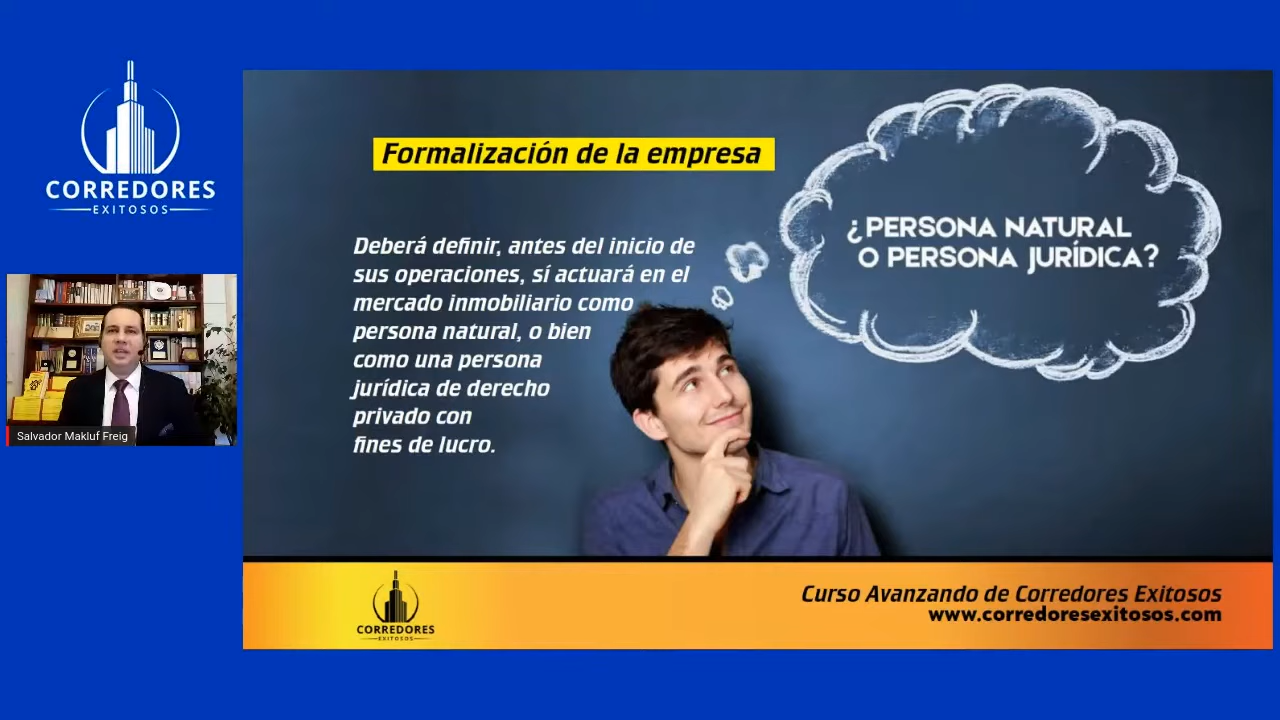 CORREDORES
EXITOSOS
Salvador Makluf Freig
Formalización de la empresa
Deberá definir, antes del inicio de
sus operaciones, sí actuará en el
mercado inmobiliario como
persona natural, o bien
como una persona
jurídica de derecho
privado con
fines de lucro.
¿PERSONA NATURAL
O PERSONA JURÍDICA?
CORREDORES
EXITOSOS
Curso Avanzando de Corredores Exitosos
www.corredoresexitosos.com